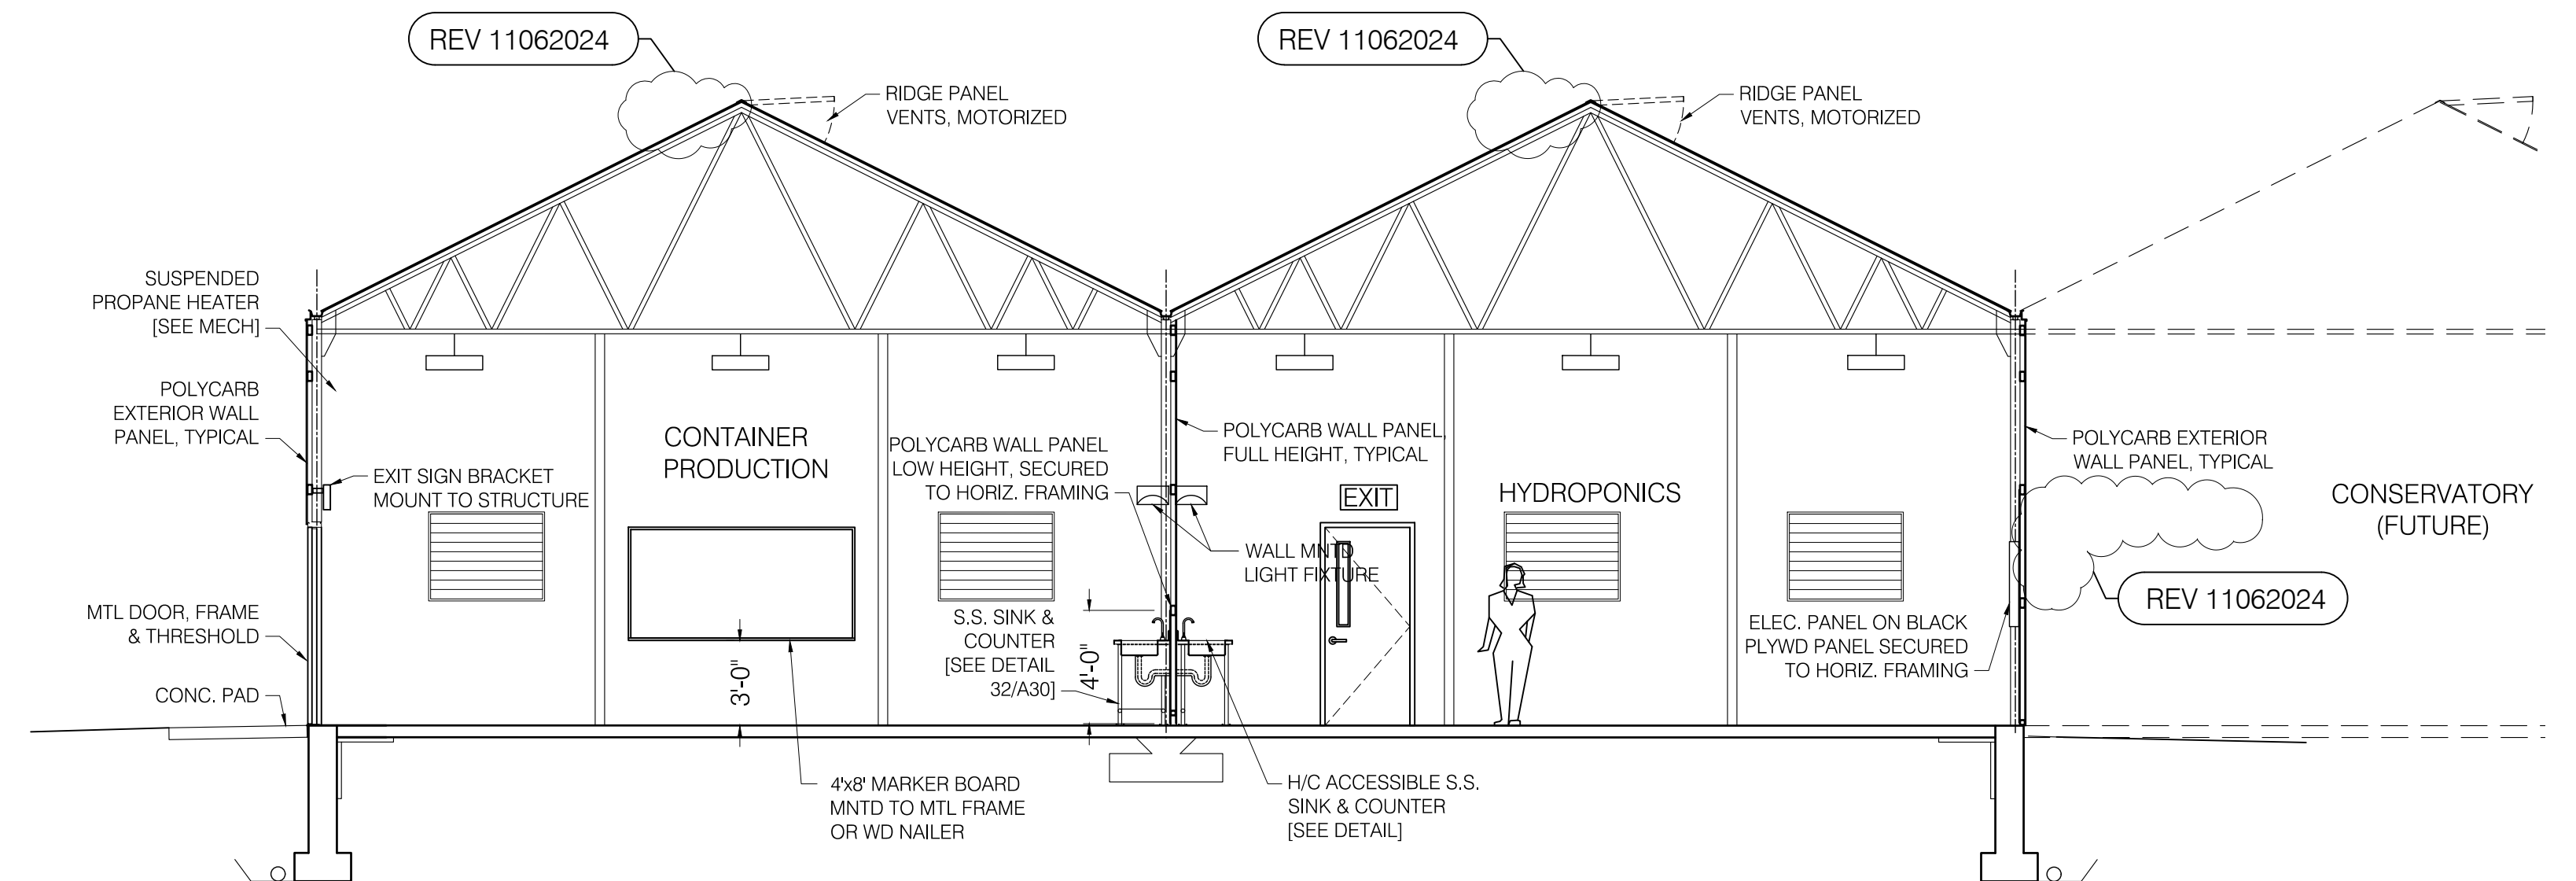 REV 11062024
REV 11062024
RIDGE PANEL
VENTS, MOTORIZED
RIDGE PANEL
VENTS, MOTORIZED
SUSPENDED
PROPANE HEATER
[SEE MECH]
POLYCARB
EXTERIOR WALL
PANEL, TYPICAL
EXIT SIGN BRACKET
MOUNT TO STRUCTURE
CONTAINER
PRODUCTION
POLYCARB WALL PANEL
LOW HEIGHT, SECURED
TO HORIZ. FRAMING
POLYCARB WALL PANEL,
FULL HEIGHT, TYPICAL
EXIT
HYDROPONICS
POLYCARB EXTERIOR
WALL PANEL, TYPICAL
CONSERVATORY
(FUTURE)
WALL MNTD
LIGHT FIXTURE
MTL DOOR, FRAME
& THRESHOLD
CONC. PAD
3'-0"
S.S. SINK &
COUNTER
[SEE DETAIL
32/A30]
4'-0"
ELEC. PANEL ON BLACK
PLYWD PANEL SECURED
TO HORIZ. FRAMING
REV 11062024
4'x8' MARKER BOARD
MNTD TO MTL FRAME
OR WD NAILER
H/C ACCESSIBLE S.S.
SINK & COUNTER
[SEE DETAIL]